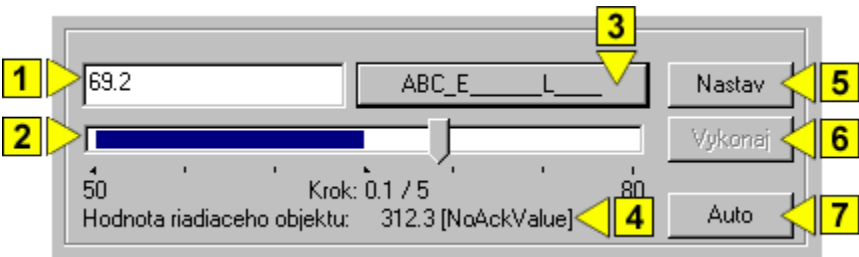 3
1 69.2 ABC_E______L____ Nastav 5
2 Vykonaj 6
50 Krok: 0.1 / 5 80
Hodnota riadiaceho objektu: 312.3 [NoAckValue] 4 Auto 7